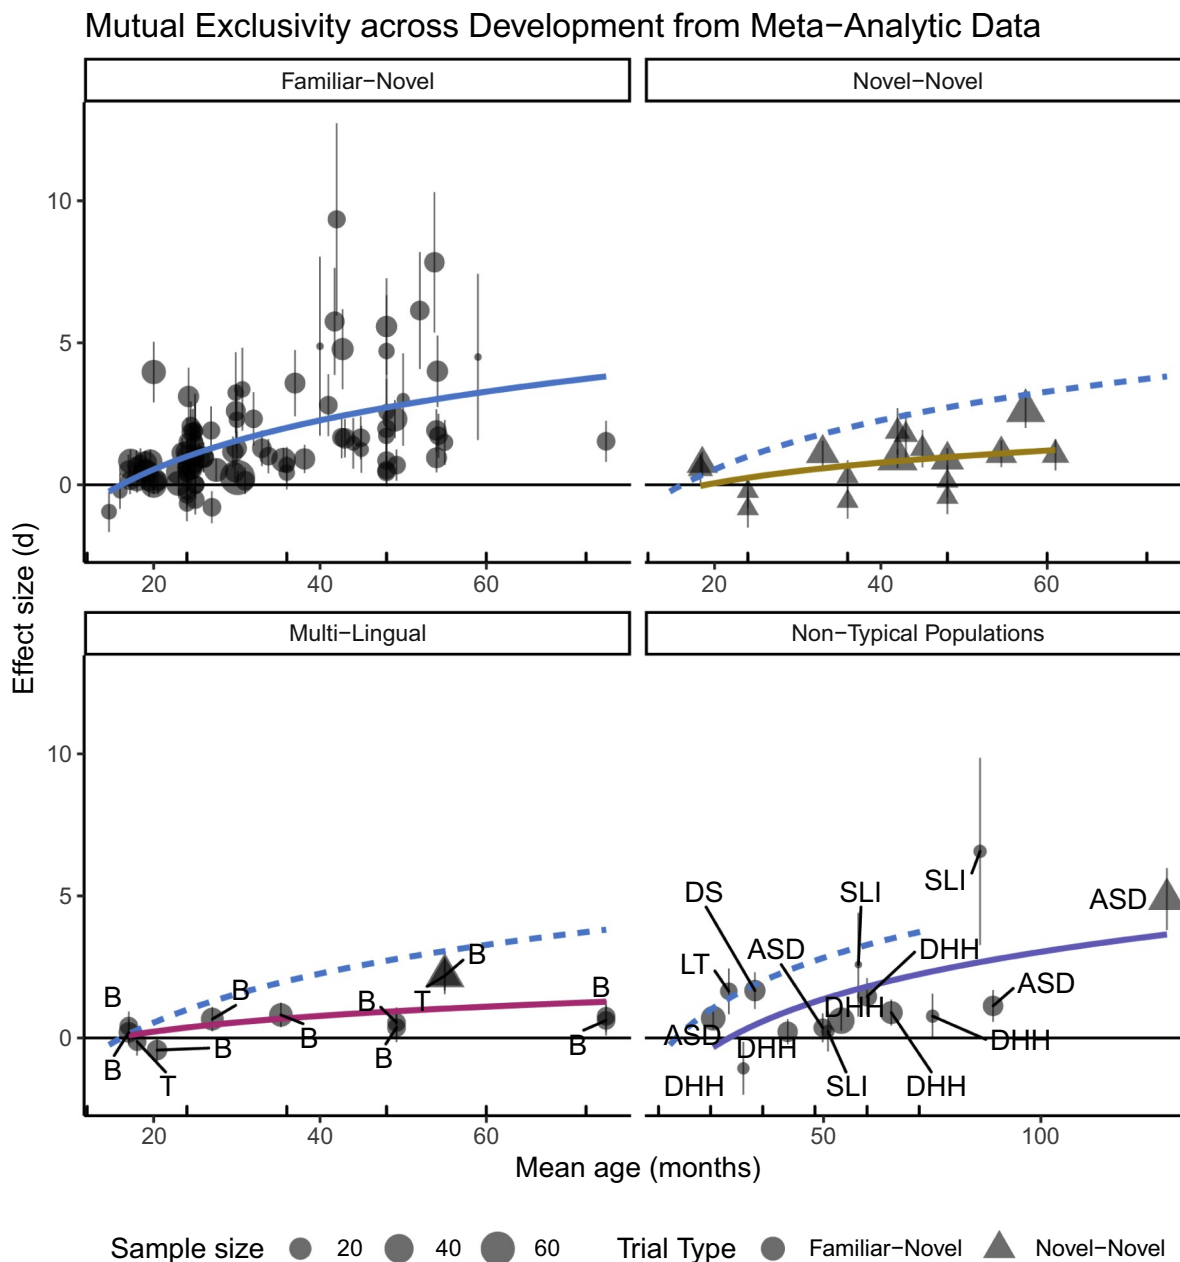 Mutual Exclusivity across Development from Meta−Analytic Data
Familiar−Novel
Novel−Novel
10
5
0
20
40
60
20
40
60
Effect size (d)
Multi−Lingual
Non−Typical Populations
10
5
0
B
B
T
B
B
B
B
B
T
B
B
B
20
40
60
DS
SLI
SLI
ASD
LT
ASD
DHH
DHH
ASD
ASD
DHH
DHH
DHH
SLI
DHH
50
100
Mean age (months)
Sample size 20 40 60 Trial Type Familiar−Novel Novel−Novel